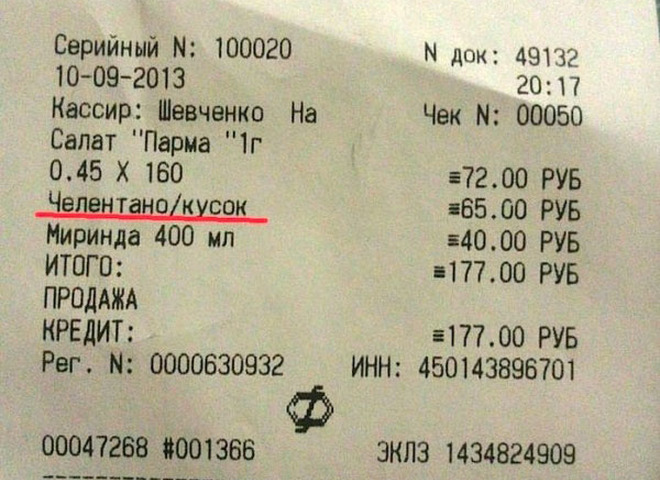 Серийный N: 100020 N док: 49132
10-09-2013 20:17
Кассир: Шевченко На Чек N: 00050
Салат "Парма "1г
0.45 X 160 ≡72.00 РУБ
Челентано/кусок ≡65.00 РУБ
Миринда 400 мл ≡40.00 РУБ
ИТОГО: ≡177.00 РУБ
ПРОДАЖА
КРЕДИТ: ≡177.00 РУБ
Рег. N: 0000630932 ИНН: 450143896701
00047268 #001366 ЭКЛЗ 1434824909